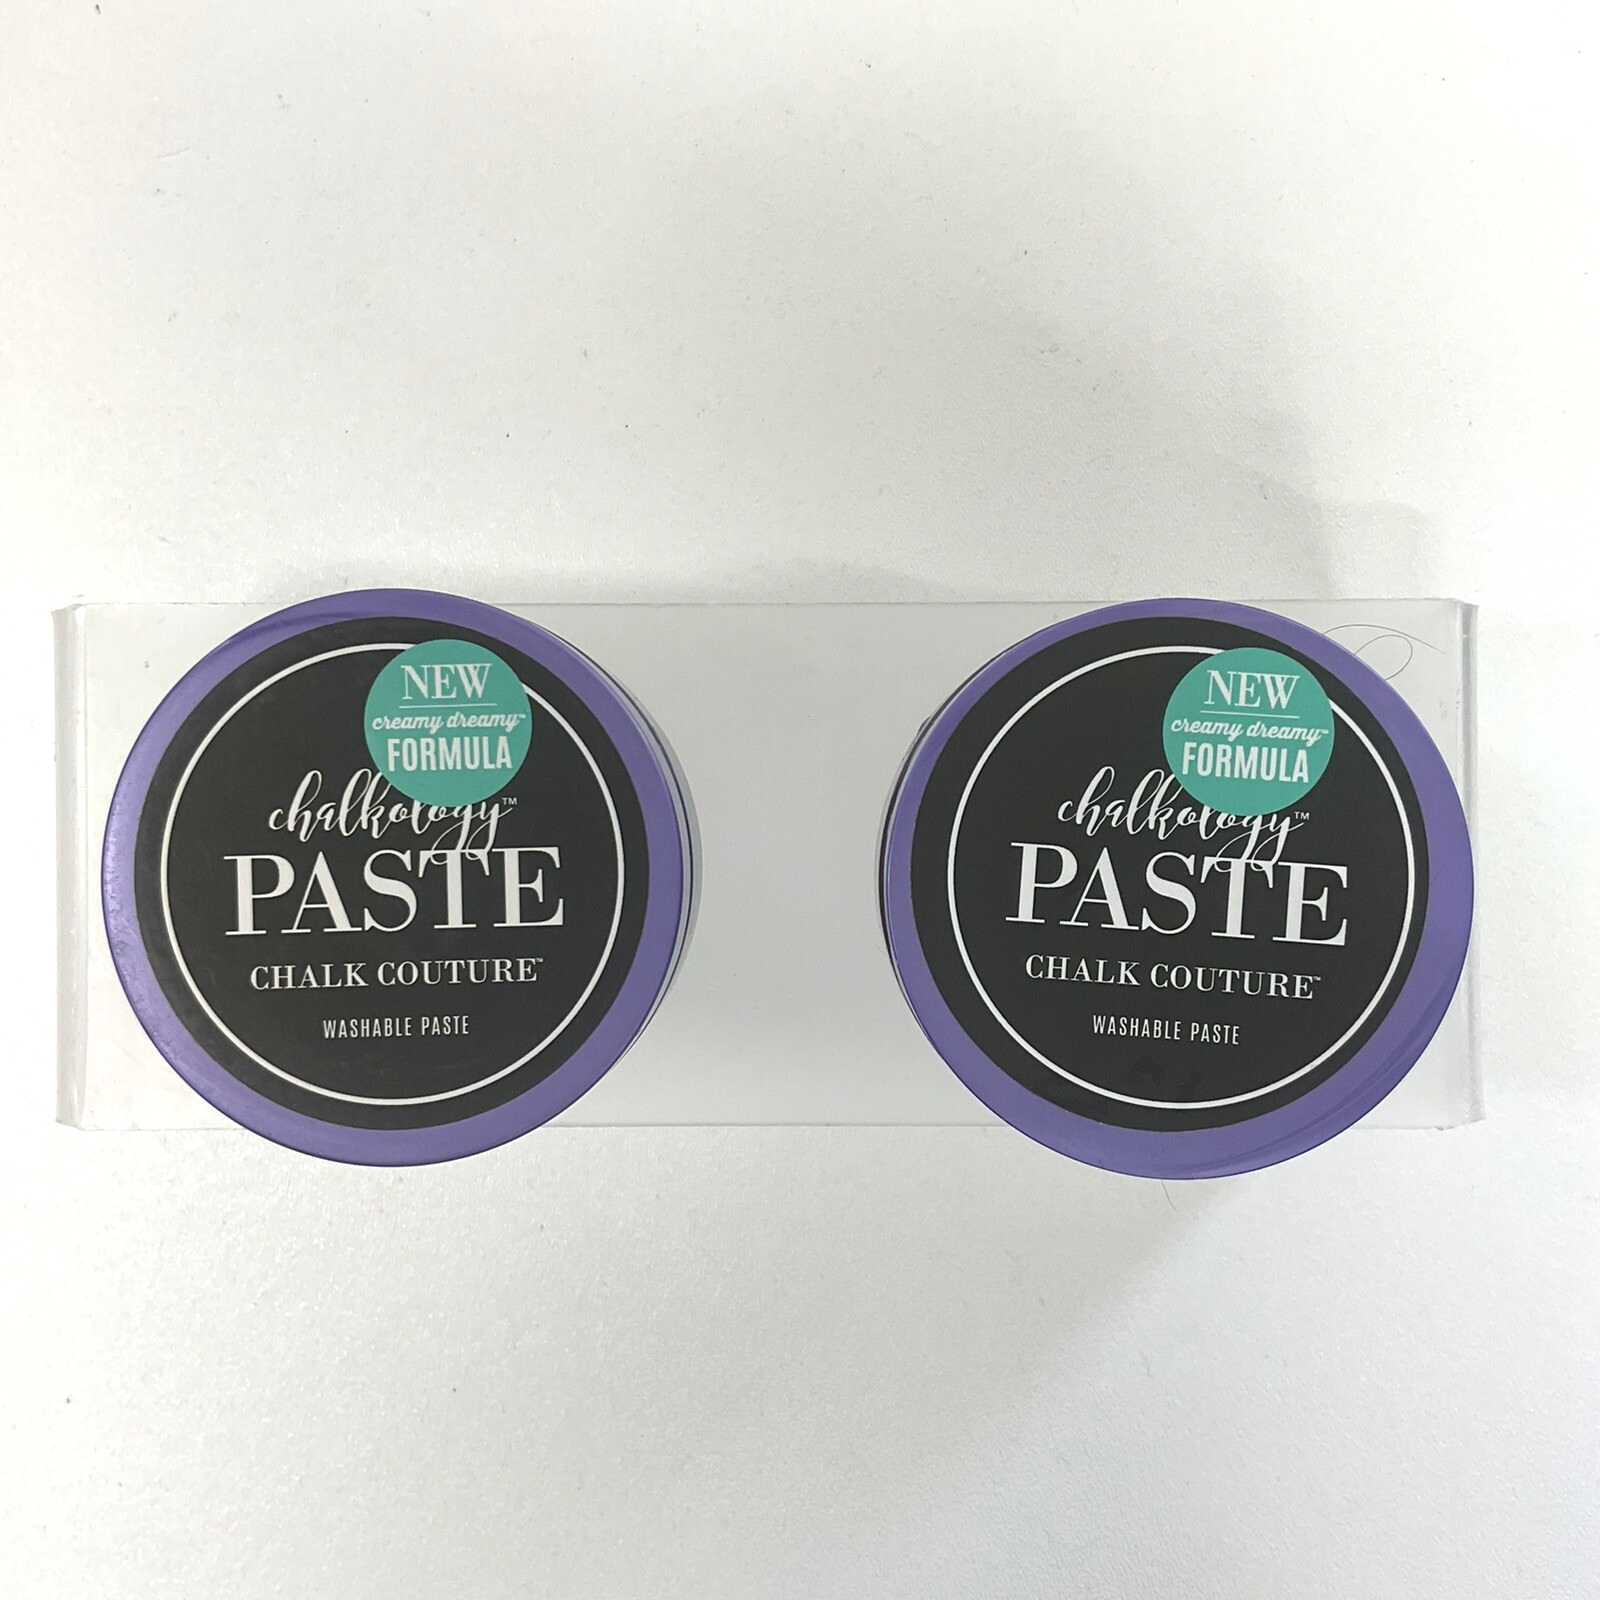 NEW
creamy dreamy™
FORMULA
chalkology™
PASTE
CHALK COUTURE™
WASHABLE PASTE
NEW
creamy dreamy™
FORMULA
chalkology™
PASTE
CHALK COUTURE™
WASHABLE PASTE